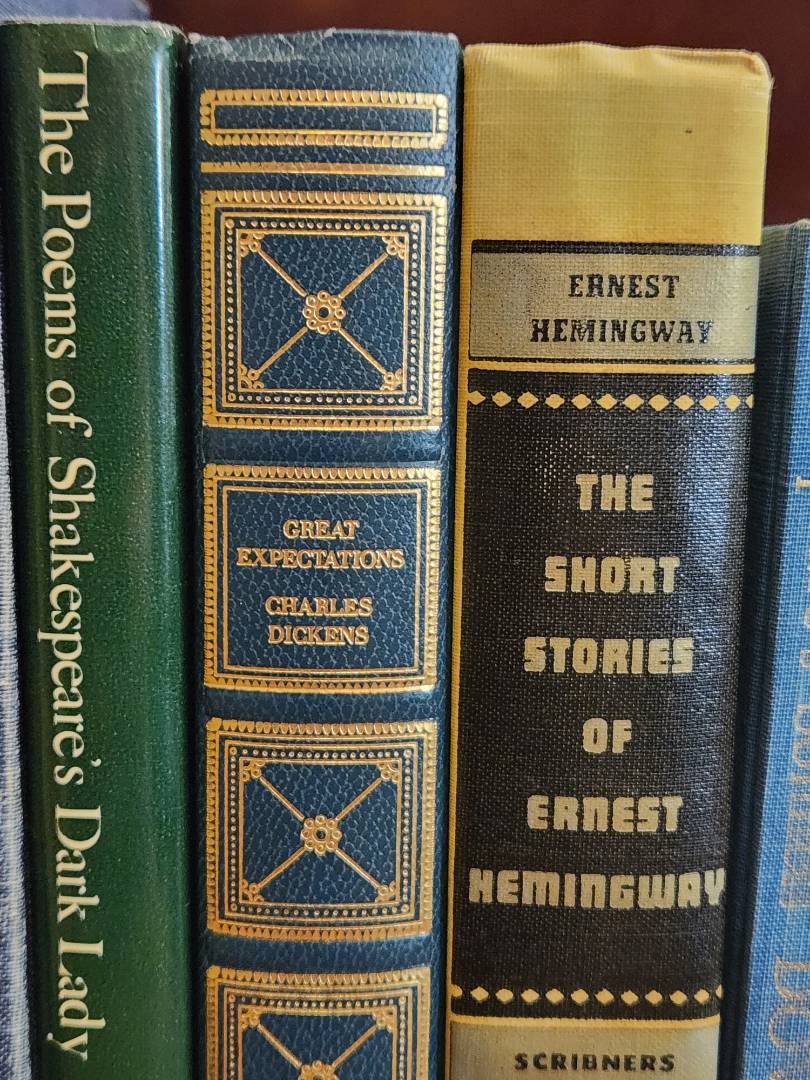 The Poems of Shakespeare's Dark Lady
GREAT
EXPECTATIONS
CHARLES
DICKENS
ERNEST
HEMINGWAY
THE
SHORT
STORIES
OF
ERNEST
HEMINGWAY
SCRIBNERS